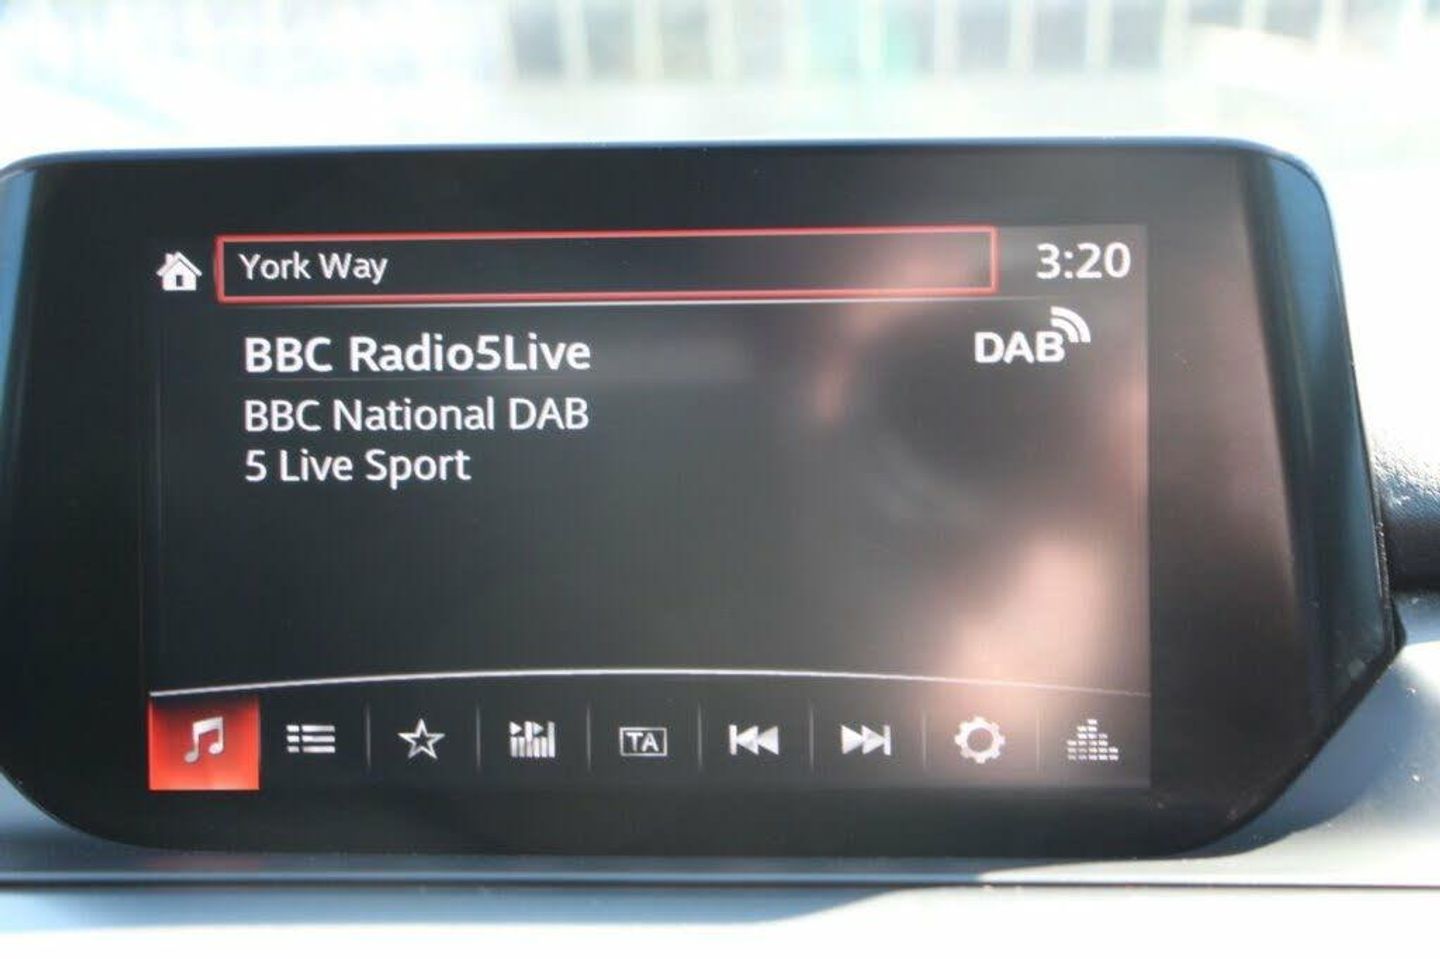 York Way
3:20
BBC Radio5Live
DAB
BBC National DAB
5 Live Sport
TA